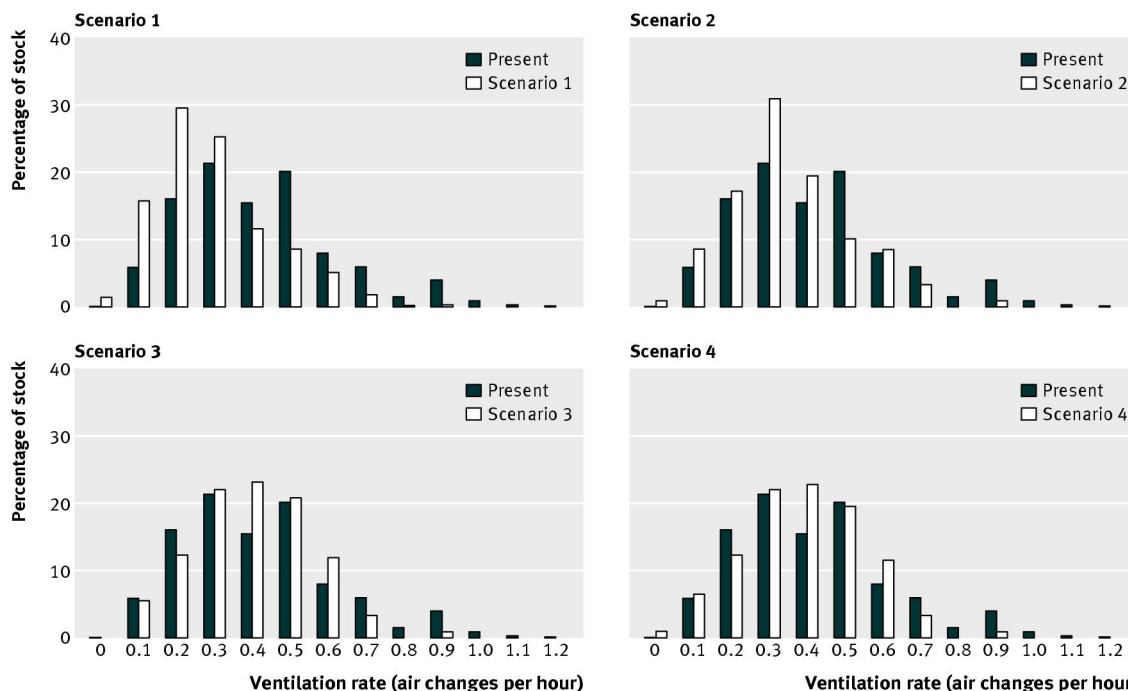 Scenario 1
Scenario 2
Percentage of stock
40
30
20
10
0
Present
Scenario 1
Present
Scenario 2
Scenario 3
Scenario 4
Percentage of stock
40
30
20
10
0
Present
Scenario 3
Present
Scenario 4
0 0.1 0.2 0.3 0.4 0.5 0.6 0.7 0.8 0.9 1.0 1.1 1.2
0 0.1 0.2 0.3 0.4 0.5 0.6 0.7 0.8 0.9 1.0 1.1 1.2
Ventilation rate (air changes per hour)
Ventilation rate (air changes per hour